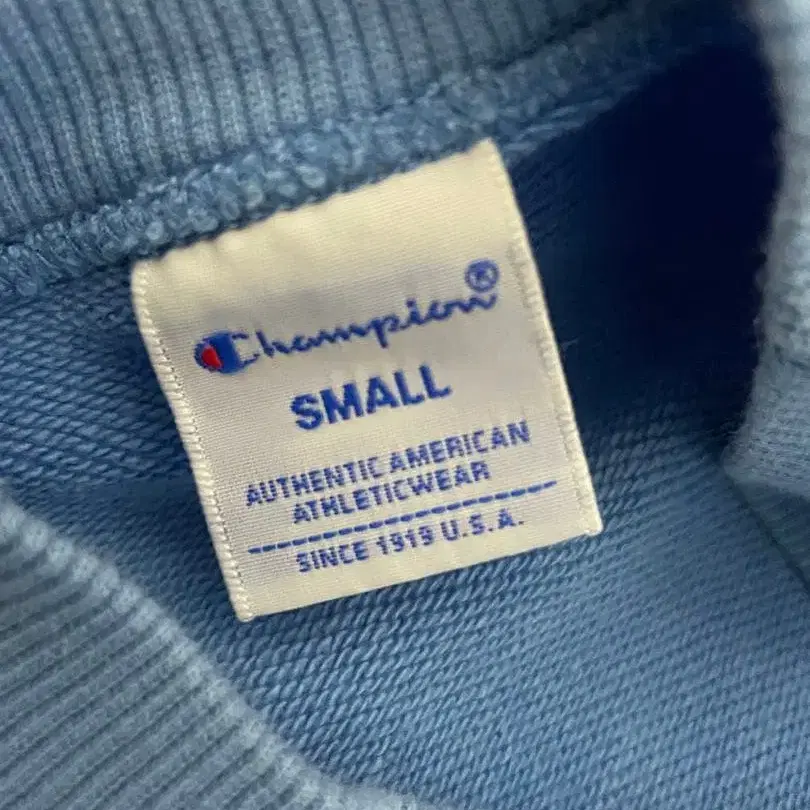 Champion®
SMALL
AUTHENTIC AMERICAN
ATHLETICWEAR
SINCE 1919 U.S.A.